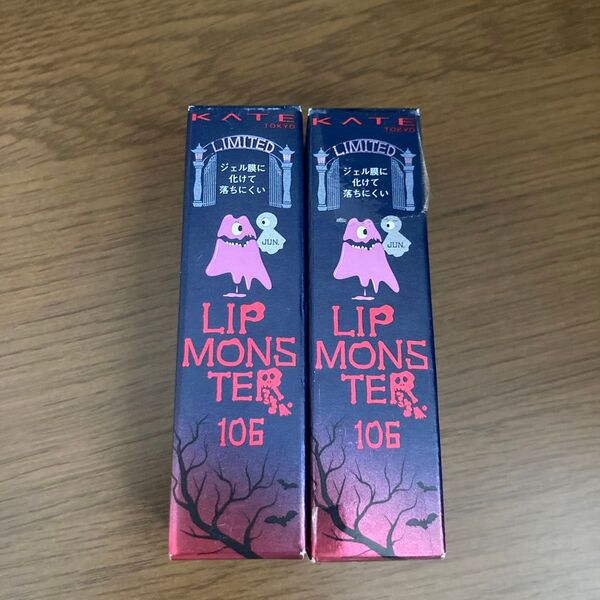 KATE
TOKYO
LIMITED
ジェル膜に
化けて
落ちにくい
JUN.
LIP
MONS
TER
106
KATE
TOKYO
LIMITED
ジェル膜に
化けて
落ちにくい
JUN.
LIP
MONS
TER
106